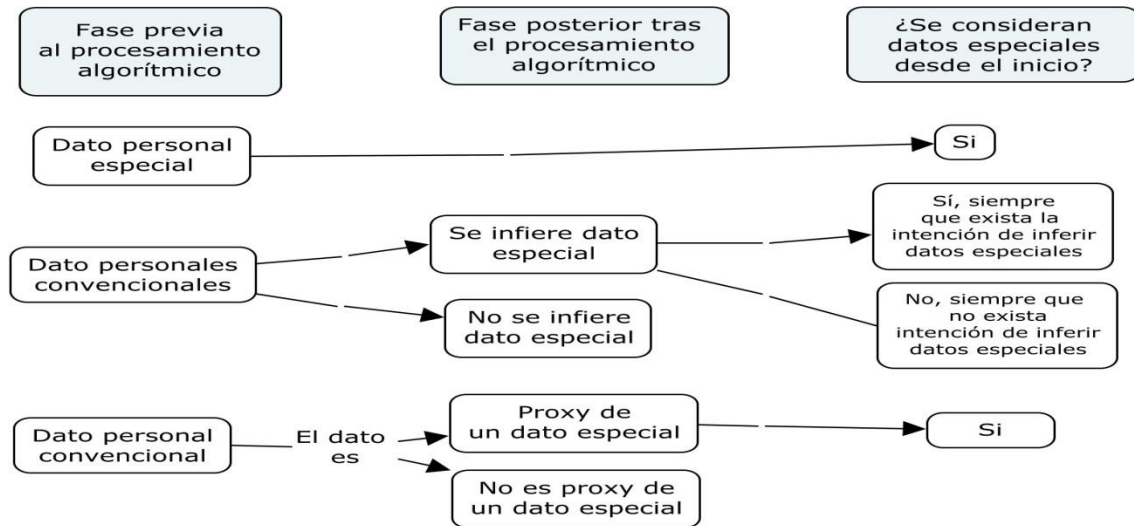 Fase previa
al procesamiento
algorítmico
Fase posterior tras
el procesamiento
algorítmico
¿Se consideran
datos especiales
desde el inicio?
Dato personal
especial
Si
Dato personales
convencionales
Se infiere dato
especial
Sí, siempre
que exista la
intención de inferir
datos especiales
No se infiere
dato especial
No, siempre que
no exista
intención de inferir
datos especiales
Dato personal
convencional
El dato
es
Proxy de
un dato especial
Si
No es proxy de
un dato especial